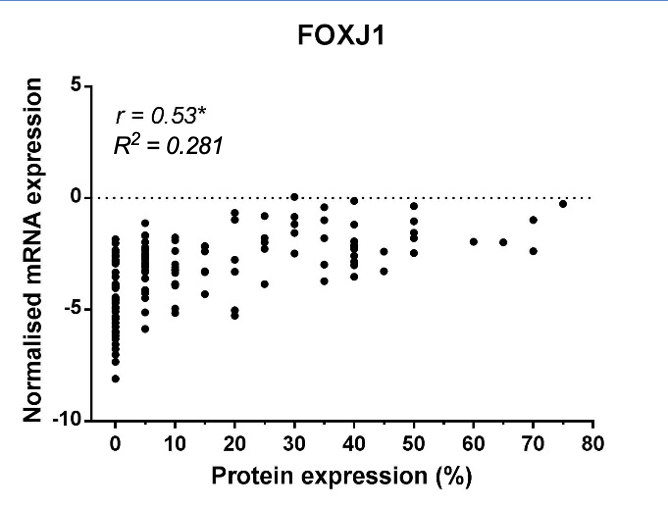 FOXJ1
r = 0.53*
R² = 0.281
Normalised mRNA expression
5
0
-5
-10
0 10 20 30 40 50 60 70 80
Protein expression (%)